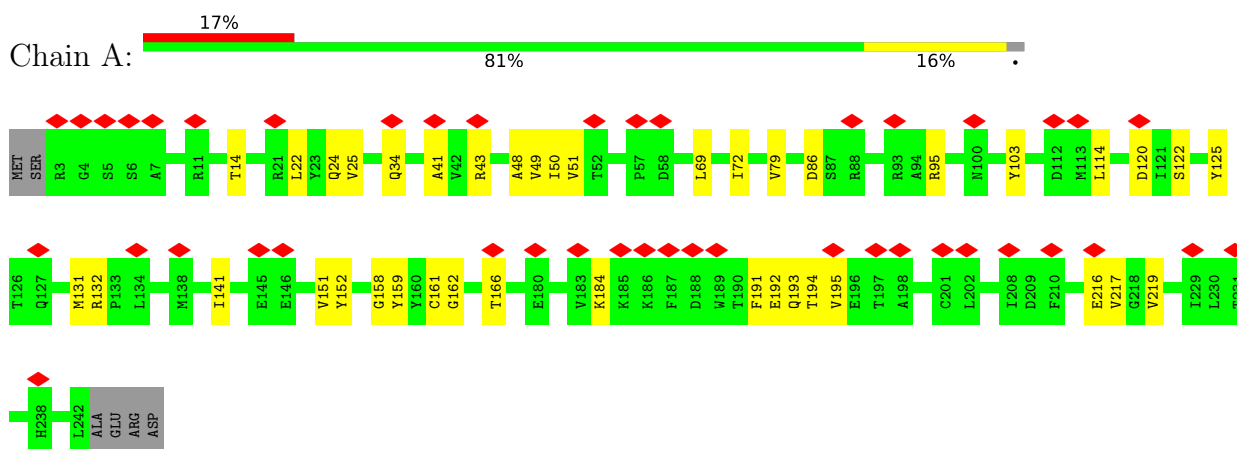 17%
Chain A:
81% 16% •
MET SER R3 G4 S5 S6 A7 R11 T14 R21 L22 Y23 Q24 V25 Q34 A41 V42 R43 A48 V49 I50 V51 T52 P57 D58 L69 I72 V79 D86 S87 R88 R93 A94 R95 N100 Y103 D112 M113 L114 D120 I121 S122 Y125
T126 Q127 M131 R132 P133 L134 M138 I141 E145 E146 V151 Y152 G158 Y159 Y160 C161 G162 T166 E180 V183 K184 K185 K186 F187 D188 W189 T190 F191 E192 Q193 T194 V195 E196 T197 A198 C201 L202 I208 D209 F210 E216 V217 G218 V219 I229 L230
H238 L242 ALA GLU ARG ASP